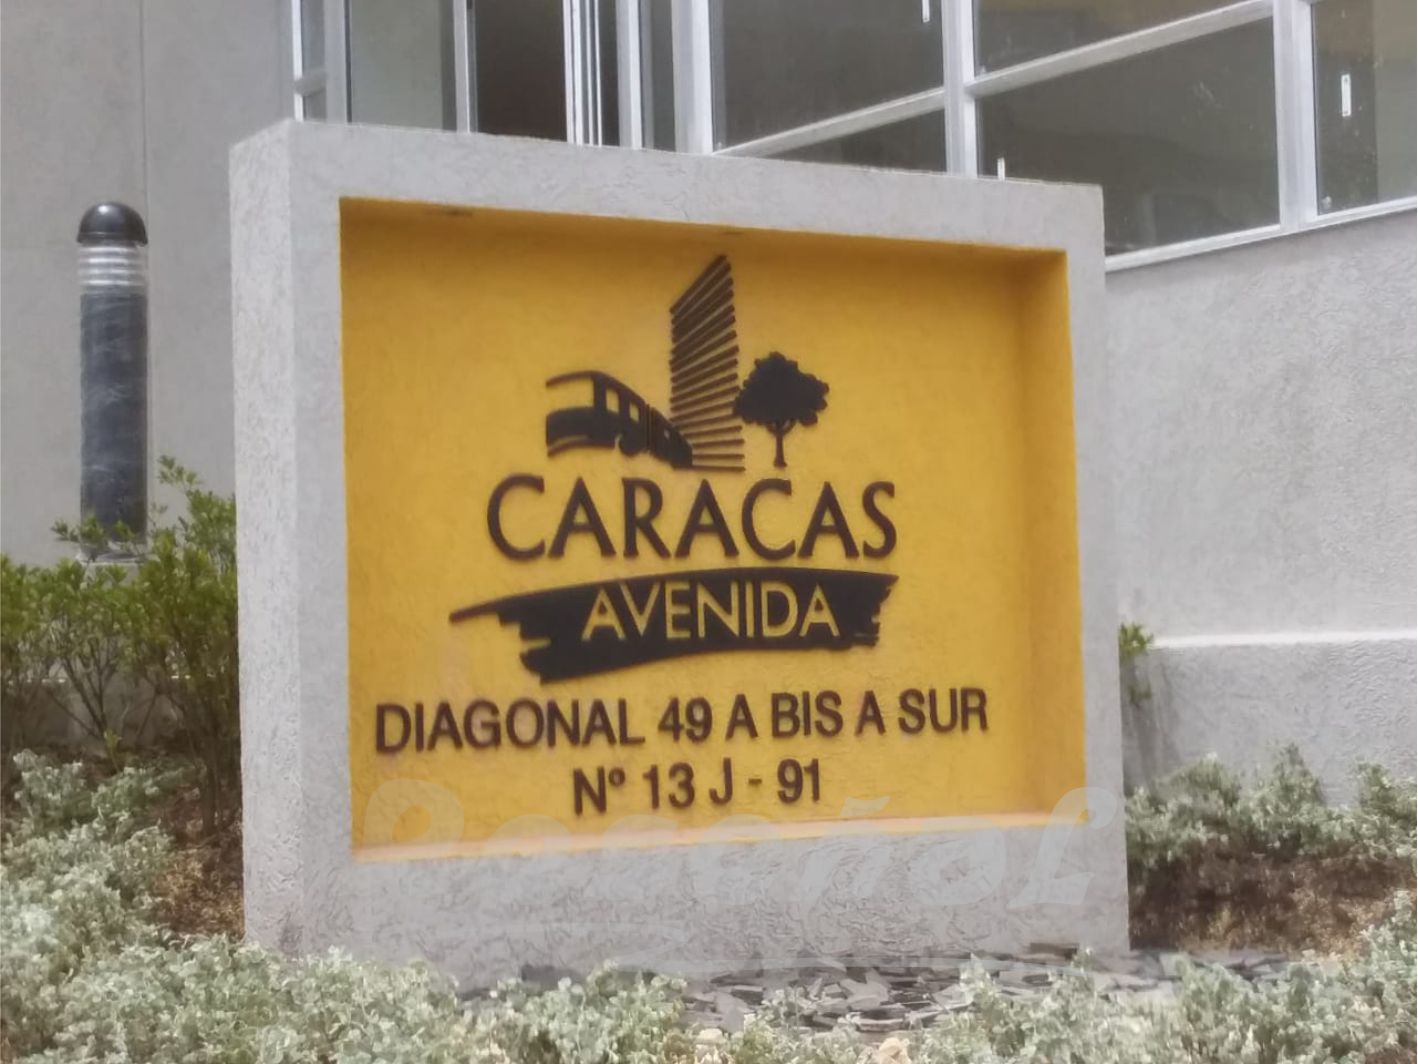 CARACAS
AVENIDA
DIAGONAL 49 A BIS A SUR
Nº 13 J - 91